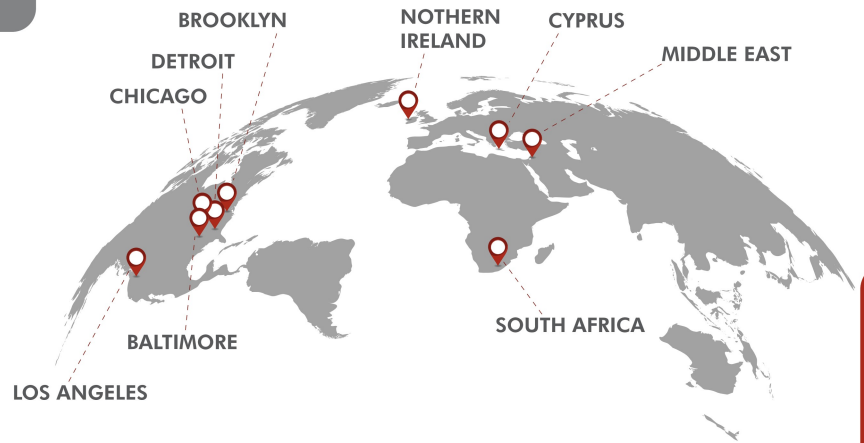 BROOKLYN
NOTHERN
IRELAND
CYPRUS
DETROIT
MIDDLE EAST
CHICAGO
SOUTH AFRICA
BALTIMORE
LOS ANGELES